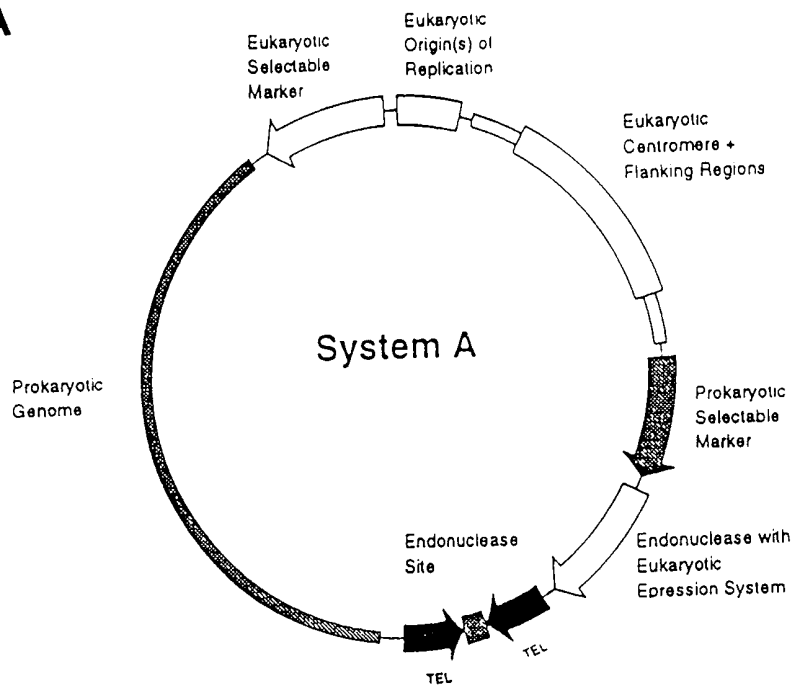 A
Eukaryotic
Selectable
Marker
Eukaryotic
Origin(s) of
Replication
Eukaryotic
Centromere +
Flanking Regions
System A
Prokaryotic
Genome
Prokaryotic
Selectable
Marker
Endonuclease
Site
Endonuclease with
Eukaryotic
Epression System
TEL
TEL